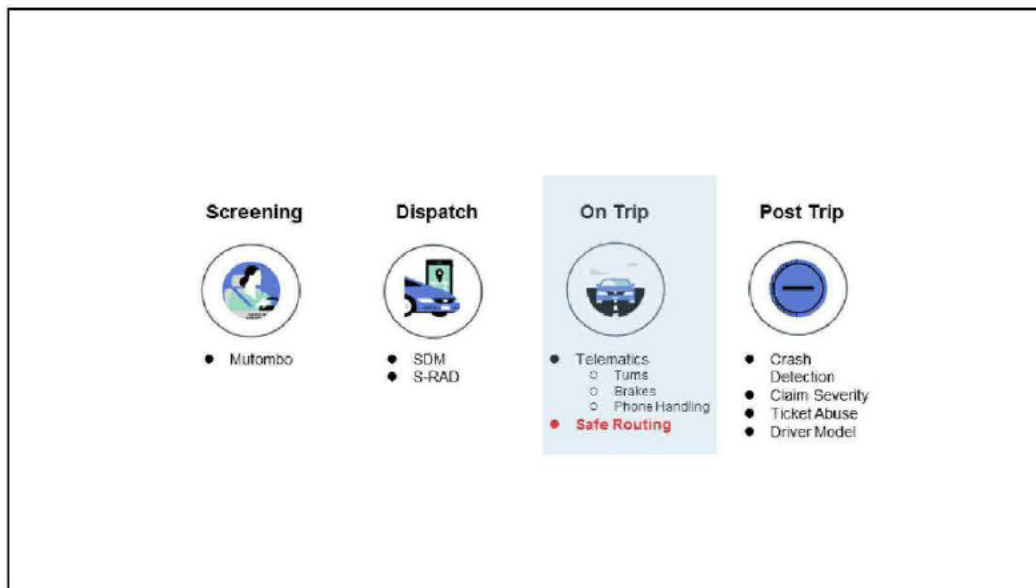 Screening
Mutombo
Dispatch
SDM
S-RAD
On Trip
Telematics
Turns
Brakes
Phone Handling
Safe Routing
Post Trip
Crash
Detection
Claim Severity
Ticket Abuse
Driver Model